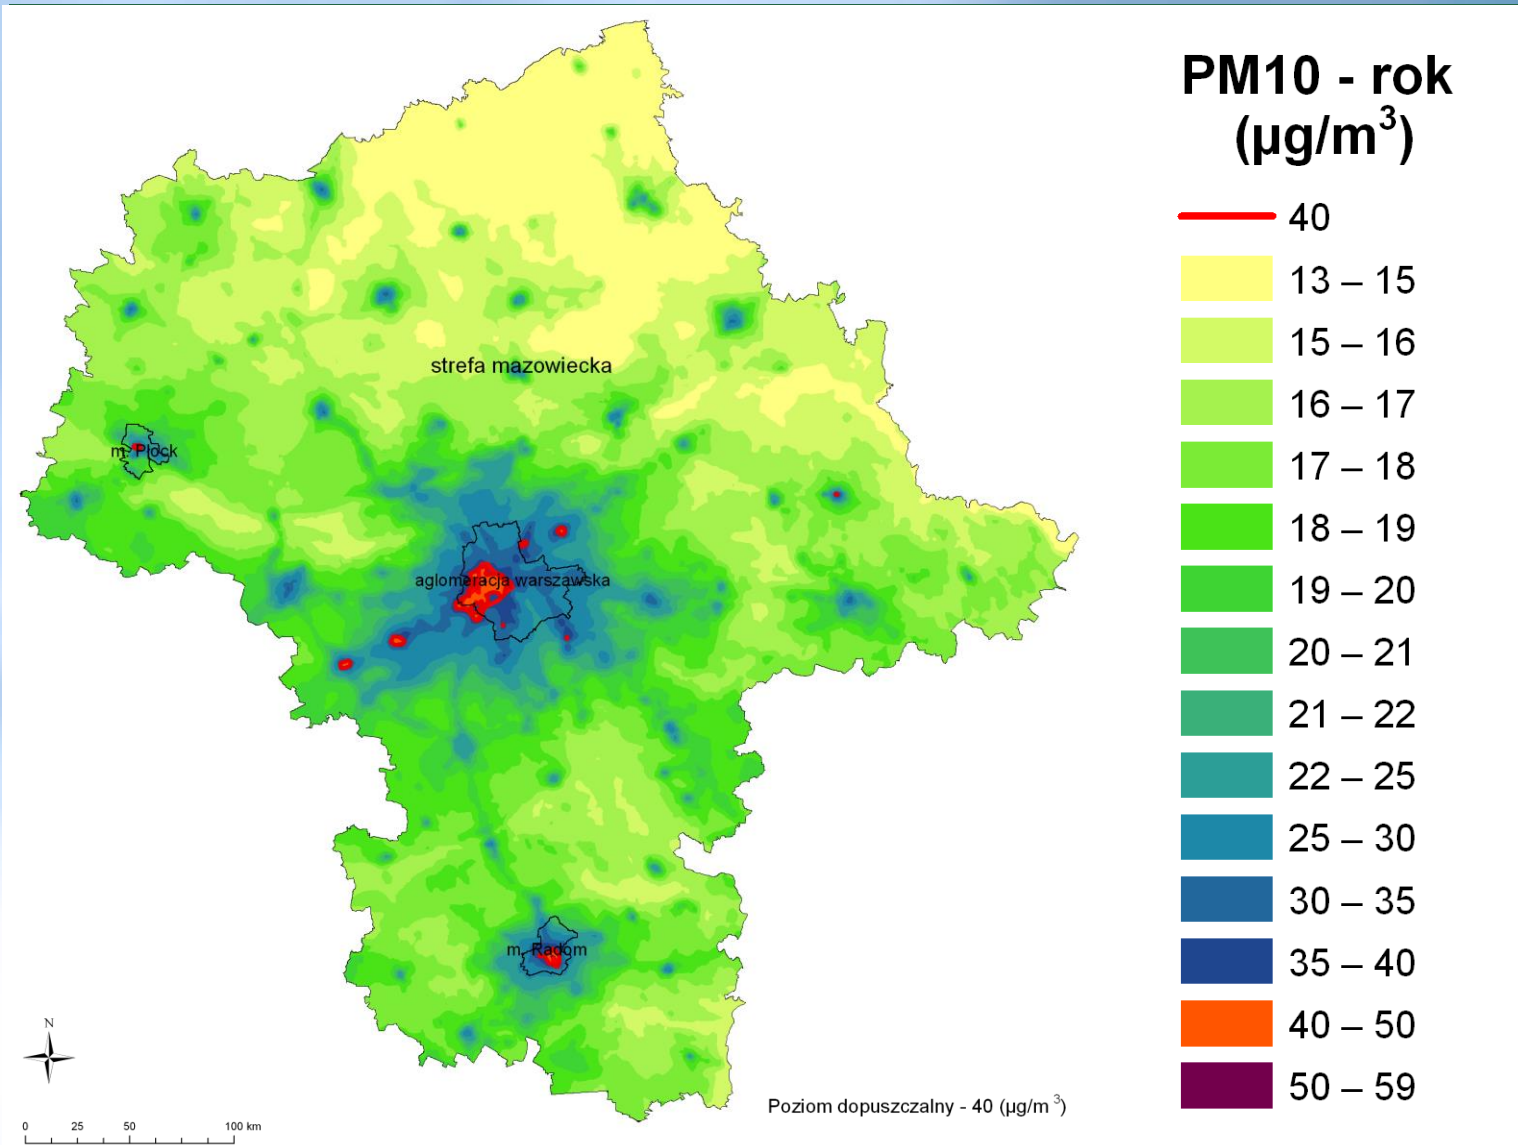 PM10 - rok
(µg/m³)
40
13 – 15
15 – 16
16 – 17
17 – 18
18 – 19
19 – 20
20 – 21
21 – 22
22 – 25
25 – 30
30 – 35
35 – 40
40 – 50
50 – 59
strefa mazowiecka
m. Płock
aglomeracja warszawska
m. Radom
N
0 25 50 100 km
Poziom dopuszczalny - 40 (µg/m³)